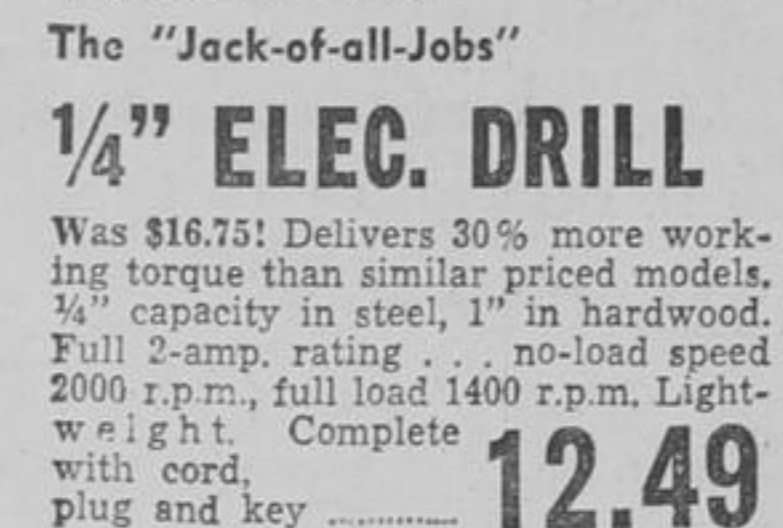 The "Jack-of-all-Jobs"
¼” ELEC. DRILL
Was $16.75! Delivers 30% more work-
ing torque than similar priced models.
¼” capacity in steel, 1” in hardwood.
Full 2-amp. rating . . . no-load speed
2000 r.p.m., full load 1400 r.p.m. Light-
weight. Complete
with cord,
plug and key .............. 12.49